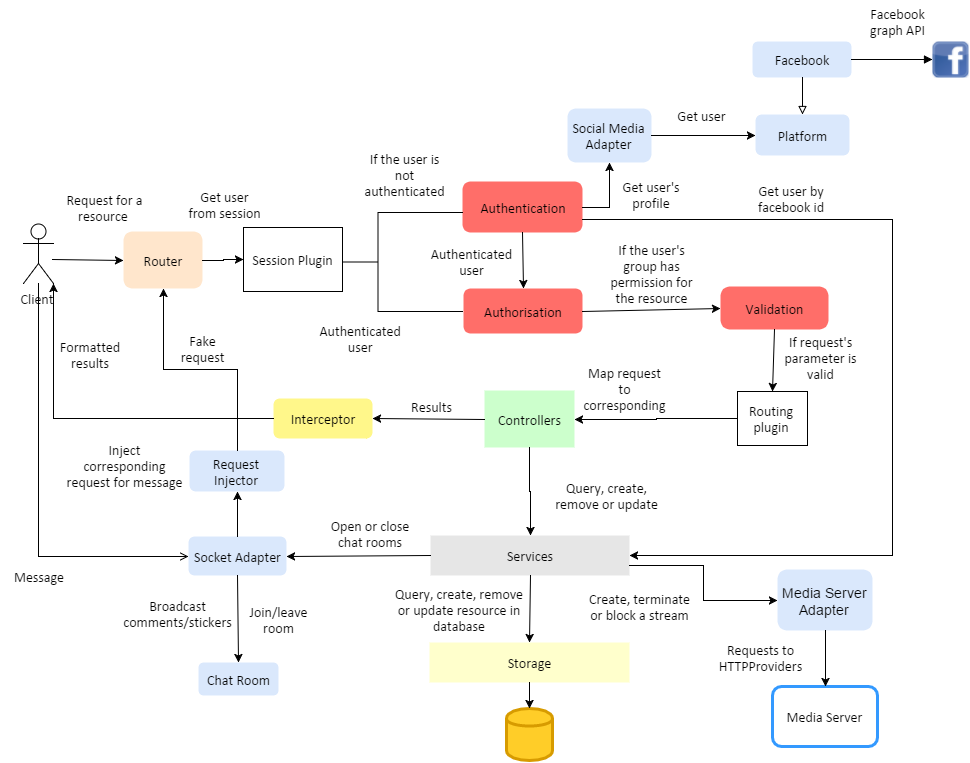 Facebook
graph API
Facebook
f
Social Media
Adapter
Get user
Platform
If the user is
not
authenticated
Get user's
profile
Get user by
facebook id
Request for a
resource
Get user
from session
Authentication
Router
Session Plugin
Authenticated
user
If the user's
group has
permission for
the resource
Client
Authorisation
Validation
Authenticated
user
Formatted
results
Fake
request
If request's
parameter is
valid
Map request
to
corresponding
Interceptor
Results
Controllers
Routing
plugin
Inject
corresponding
request for message
Request
Injector
Query, create,
remove or update
Open or close
chat rooms
Socket Adapter
Services
Message
Broadcast
comments/stickers
Join/leave
room
Query, create, remove
or update resource in
database
Create, terminate
or block a stream
Media Server
Adapter
Requests to
HTTPProviders
Chat Room
Storage
Media Server